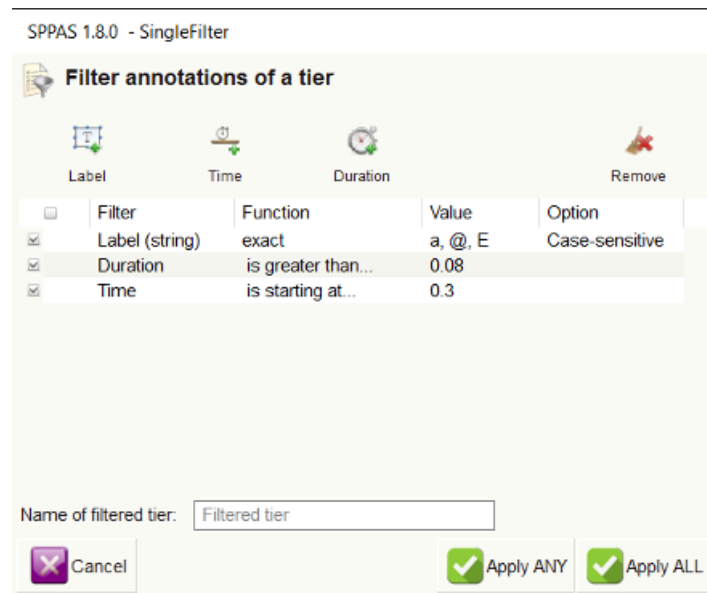 SPPAS 1.8.0 - SingleFilter
Filter annotations of a tier
Label Time Duration Remove
Filter Function Value Option
Label (string) exact a, @, E Case-sensitive
Duration is greater than... 0.08
Time is starting at... 0.3
Name of filtered tier: Filtered tier
Cancel Apply ANY Apply ALL